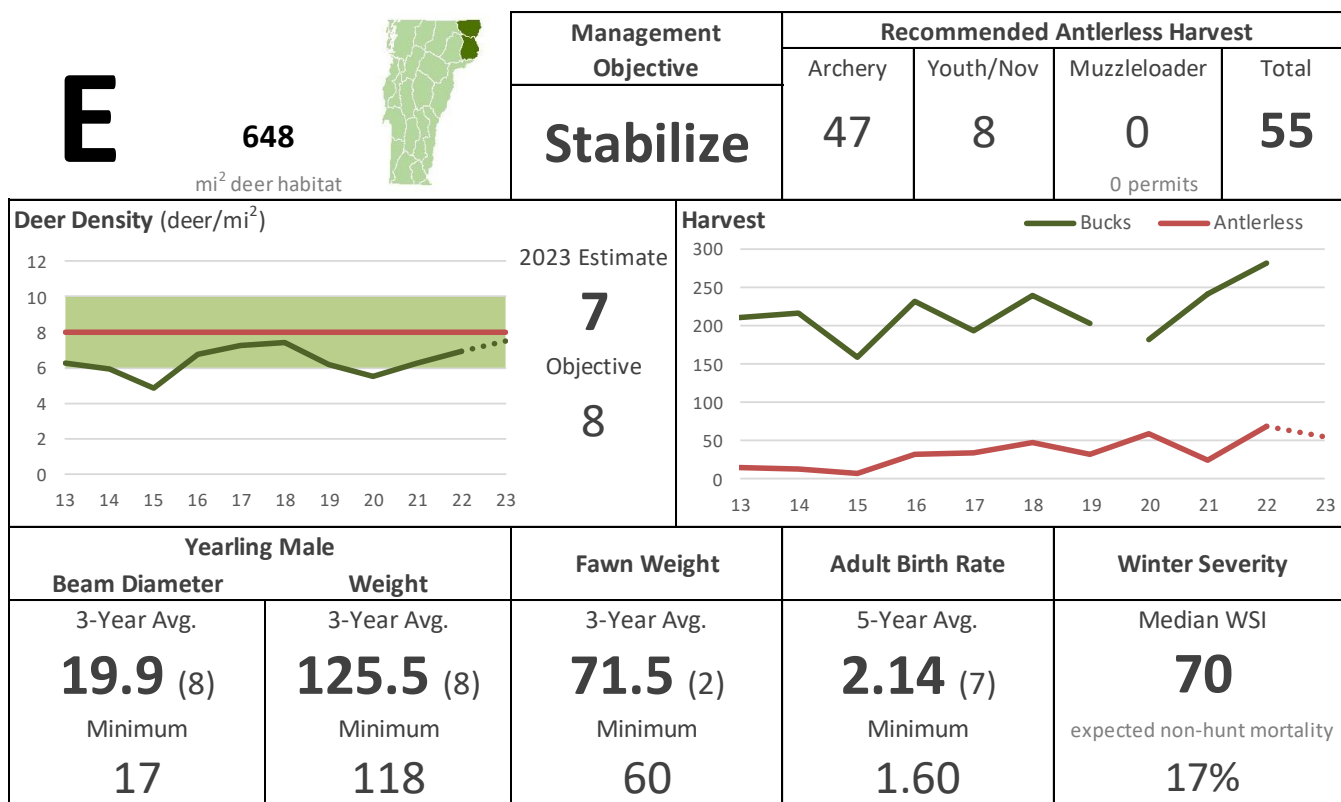 E
648
mi2 deer habitat
Management
Objective
Stabilize
Recommended Antlerless Harvest
Archery Youth/Nov Muzzleloader Total
47 8 0 55
0 permits
Deer Density (deer/mi2)
12
10
8
6
4
2
0
13 14 15 16 17 18 19 20 21 22 23
2023 Estimate
7
Objective
8
Harvest
Bucks Antlerless
300
250
200
150
100
50
0
13 14 15 16 17 18 19 20 21 22 23
Yearling Male
Beam Diameter Weight
Fawn Weight
Adult Birth Rate
Winter Severity
3-Year Avg. 3-Year Avg. 3-Year Avg. 5-Year Avg. Median WSI
19.9 (8) 125.5 (8) 71.5 (2) 2.14 (7) 70
Minimum Minimum Minimum Minimum expected non-hunt mortality
17 118 60 1.60 17%